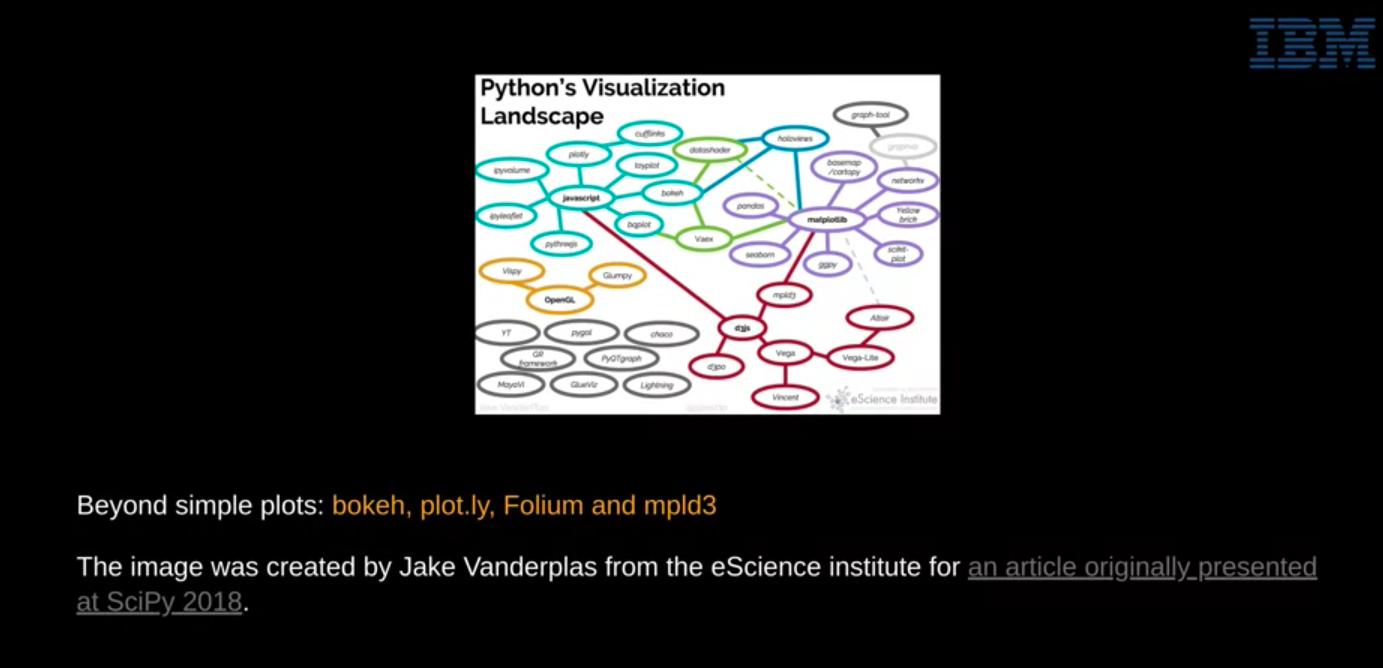 IBM
Python's Visualization
Landscape
cufflinks
graph-tool
holoviews
graphviz
datashader
plotly
toyplot
basemap
/cartopy
ipyvolume
networkx
bokeh
javascript
pandas
Yellow
brick
ipyleaflet
matplotlib
bqplot
Vaex
pythreejs
seaborn
scikit-
plot
ggpy
Vispy
Glumpy
OpenGL
mpld3
Altair
d3js
YT
pygal
chaco
Vega
Vega-Lite
GR
framework
PyQTgraph
d3po
MayaVI
GlueViz
Lightning
Vincent
eScience Institute
Jake VanderPlas
Beyond simple plots: bokeh, plot.ly, Folium and mpld3
The image was created by Jake Vanderplas from the eScience institute for an article originally presented
at SciPy 2018.